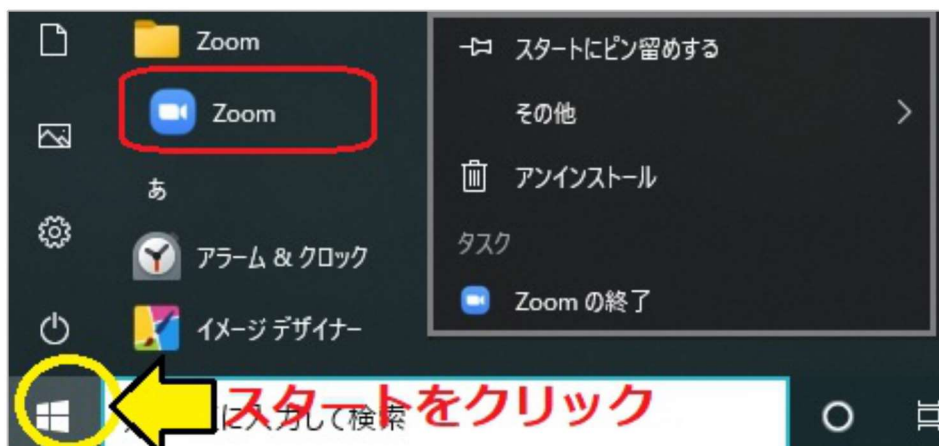 Zoom
Zoom
あ
アラーム & クロック
イメージ デザイナー
スタートにピン留めする
その他
アンインストール
タスク
Zoom の終了
に入力して検索
スタートをクリック